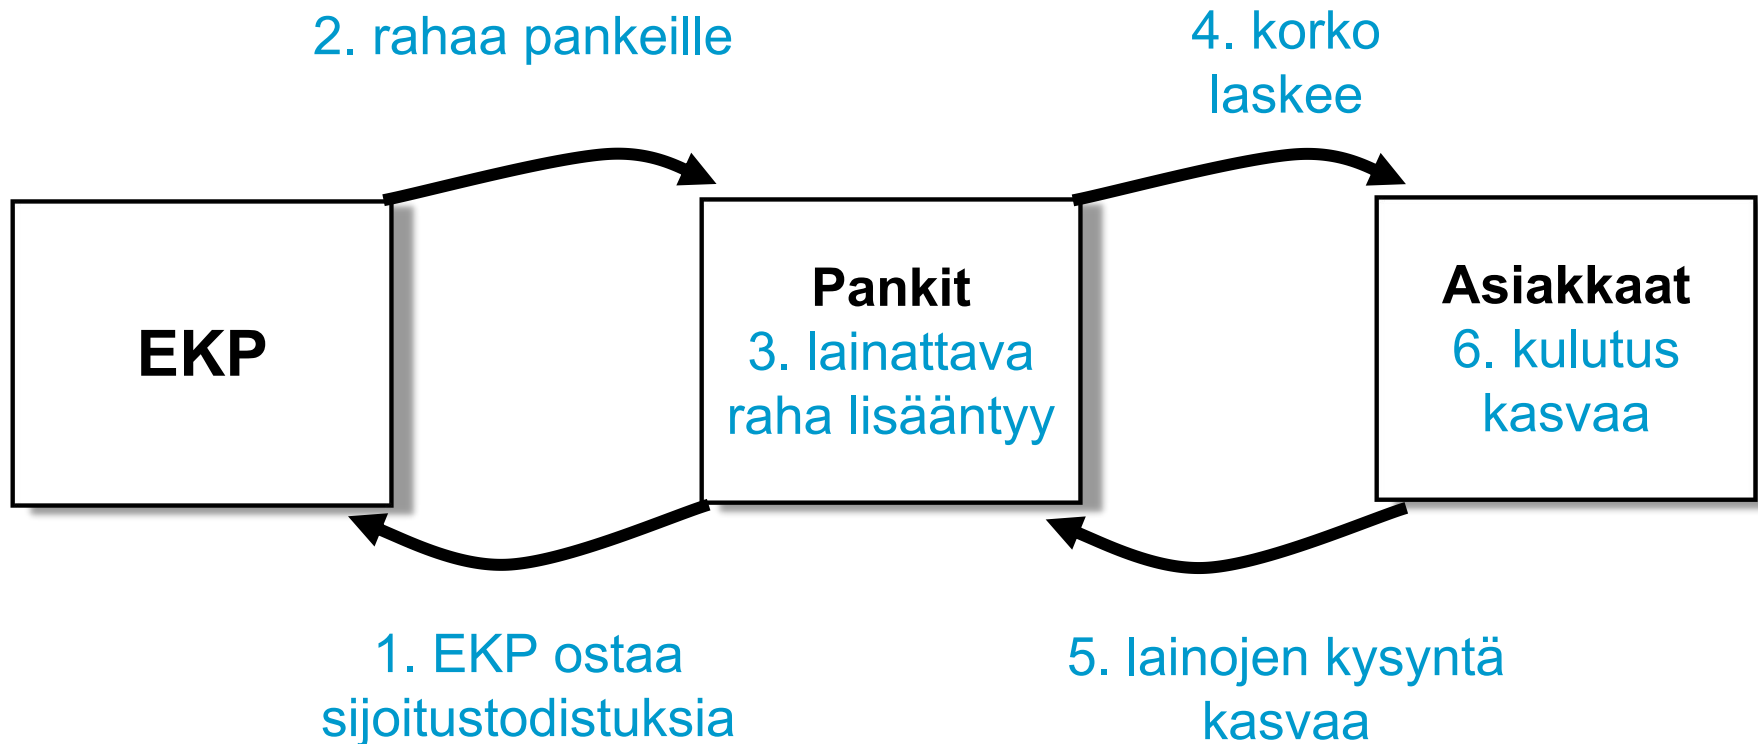 2. rahaa pankeille
4. korko
laskee
EKP
Pankit
3. lainattava
raha lisääntyy
Asiakkaat
6. kulutus
kasvaa
1. EKP ostaa
sijoitustodistuksia
5. lainojen kysyntä
kasvaa